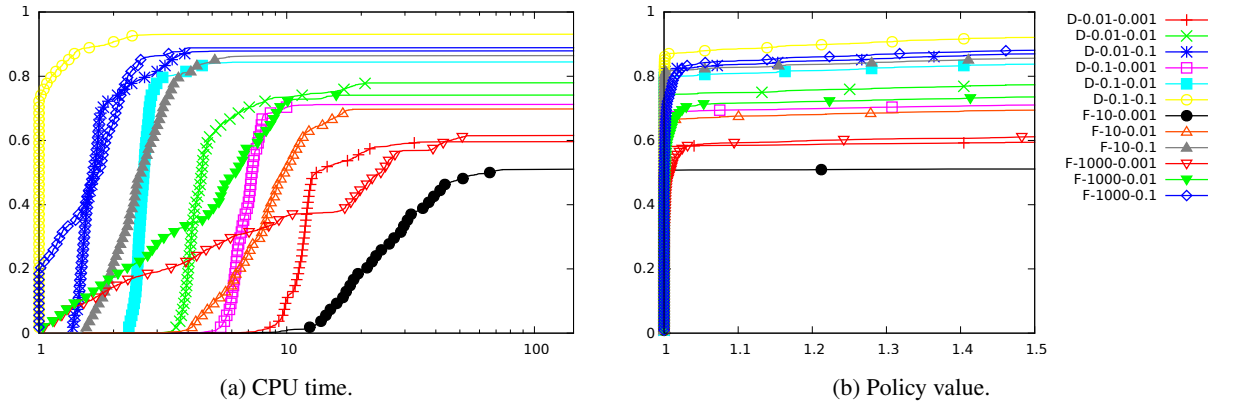 1
0.8
0.6
0.4
0.2
0
1
10
100
(a) CPU time.
1
0.8
0.6
0.4
0.2
0
1
1.1
1.2
1.3
1.4
1.5
(b) Policy value.
D-0.01-0.001
D-0.01-0.01
D-0.01-0.1
D-0.1-0.001
D-0.1-0.01
D-0.1-0.1
F-10-0.001
F-10-0.01
F-10-0.1
F-1000-0.001
F-1000-0.01
F-1000-0.1